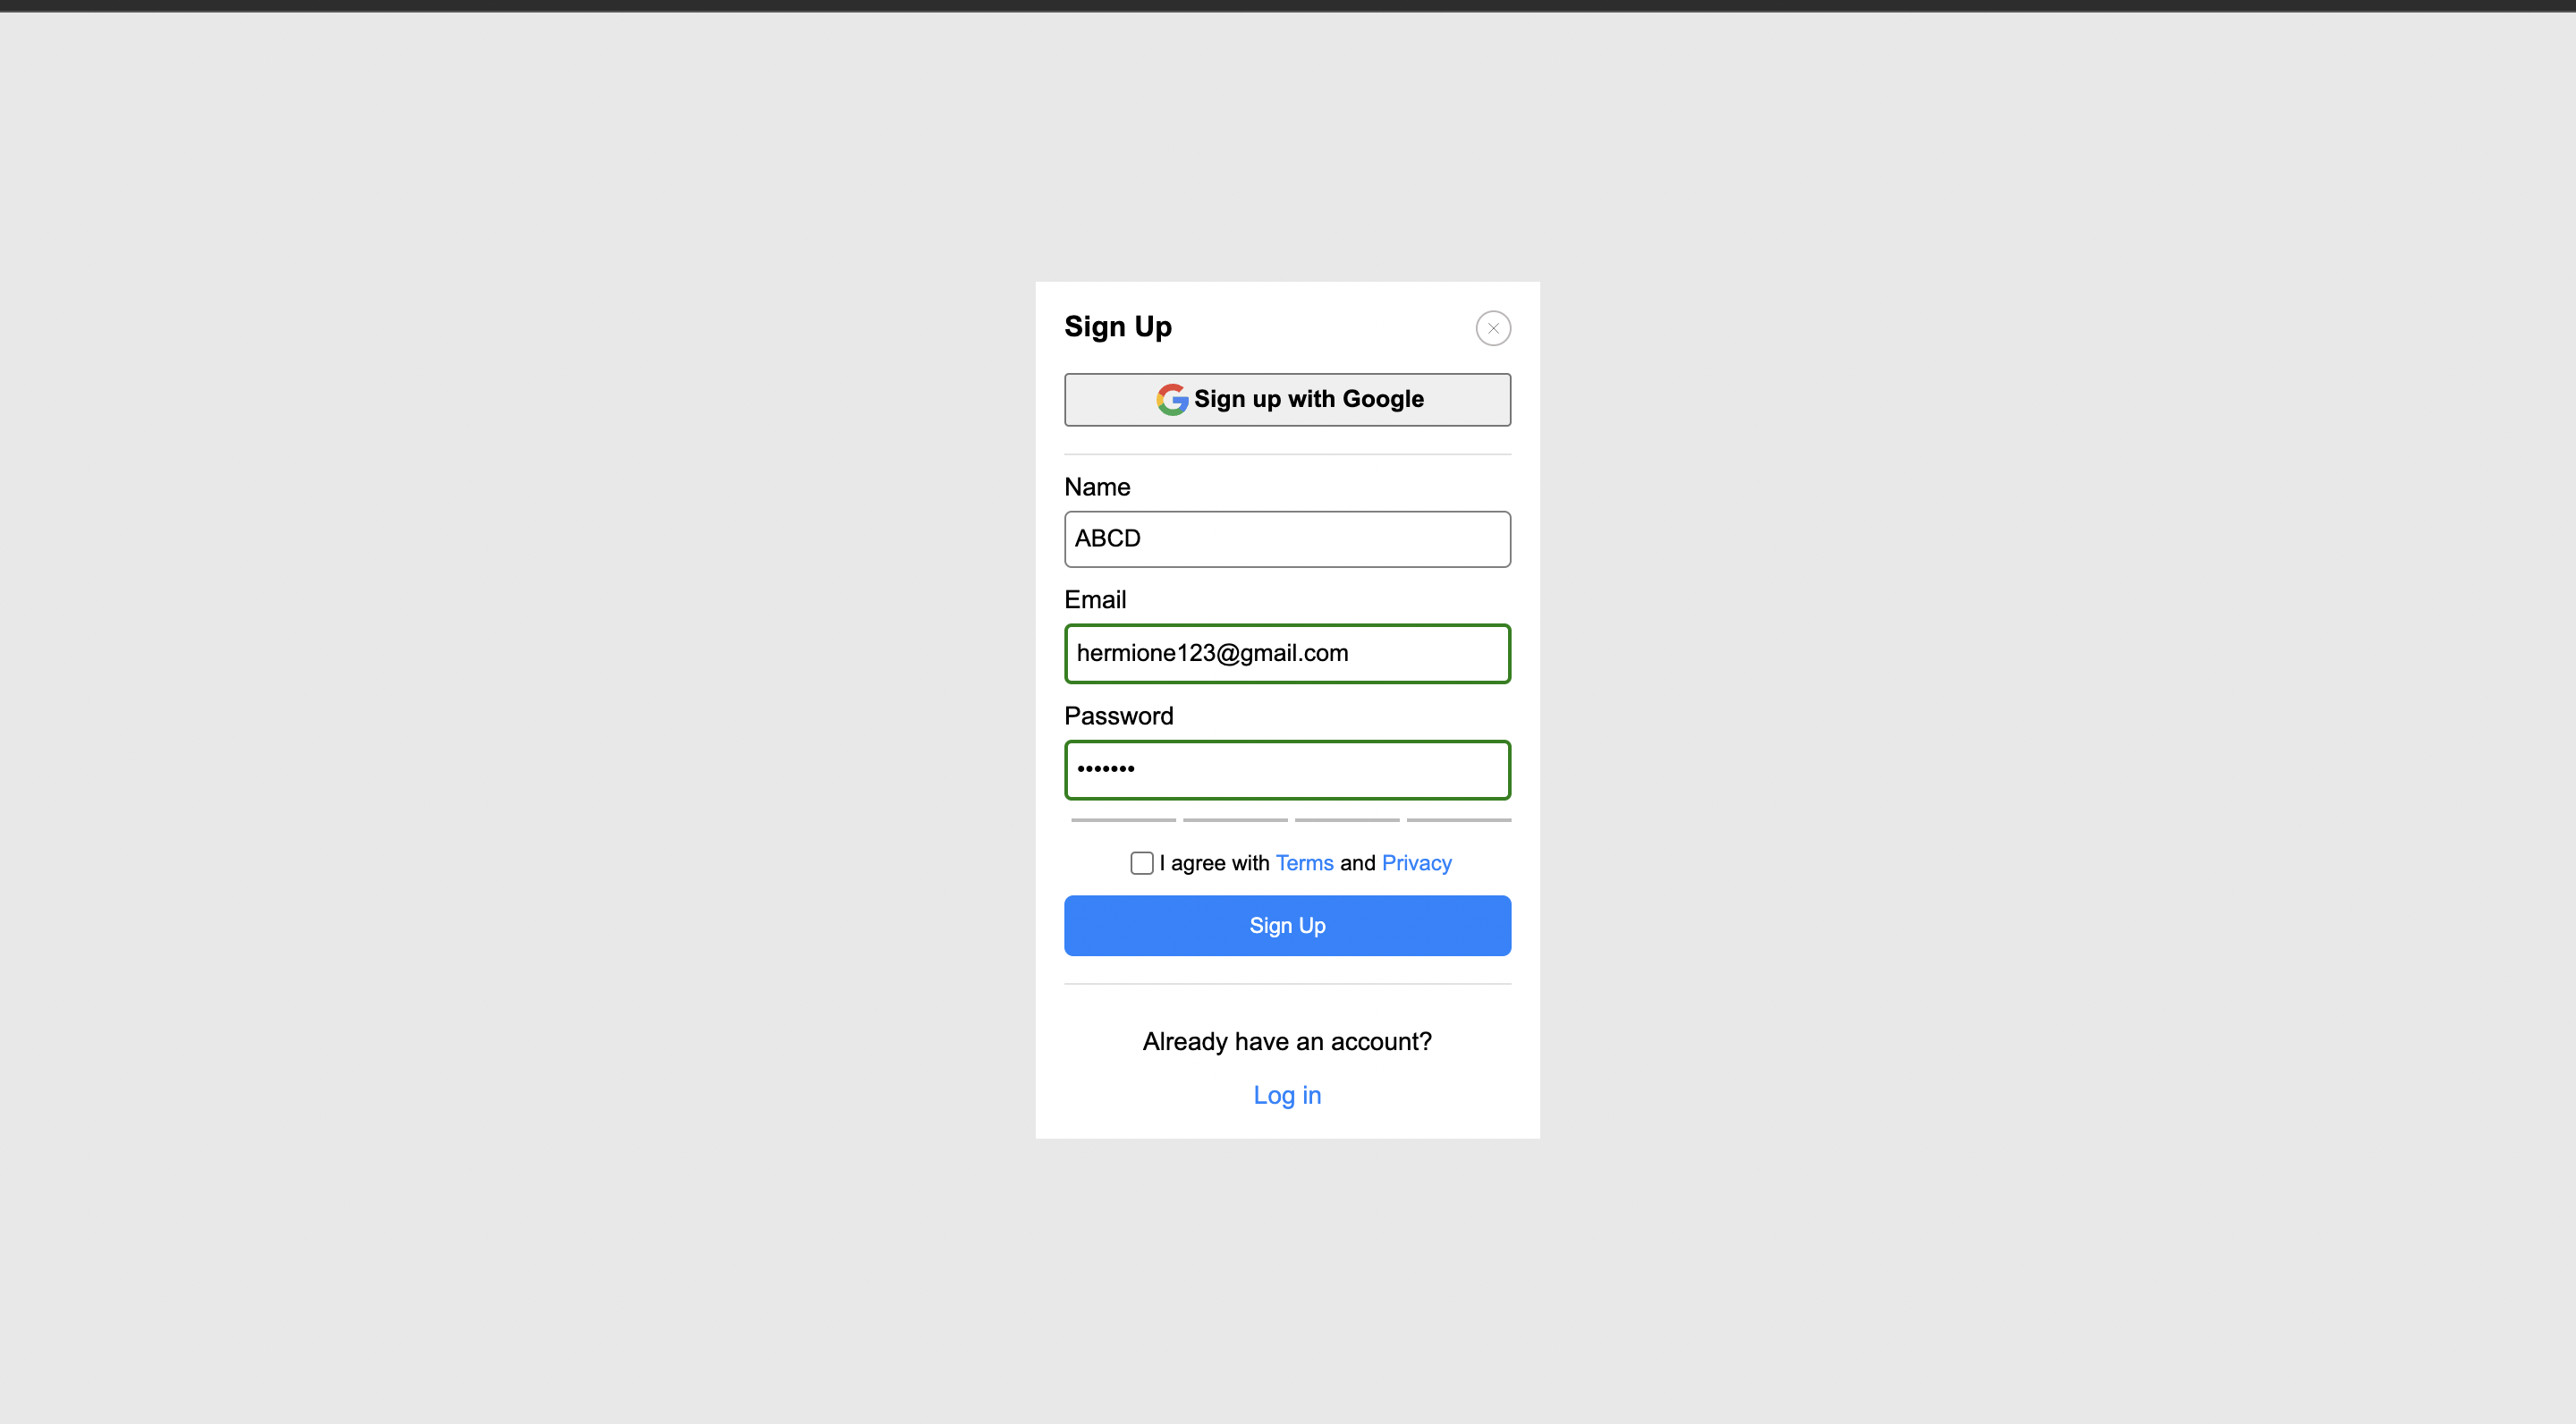 Sign Up
Sign up with Google
Name
ABCD
Email
hermione123@gmail.com
Password
•••••••
I agree with Terms and Privacy
Sign Up
Already have an account?
Log in